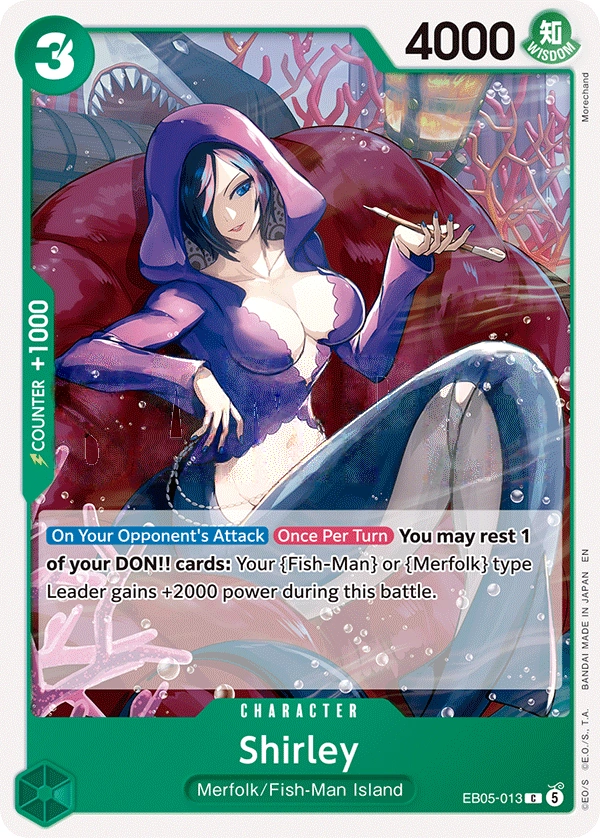 3
4000
知
WISDOM
Morechand
COUNTER +1000
On Your Opponent's Attack Once Per Turn You may rest 1
of your DON!! cards: Your {Fish-Man} or {Merfolk} type
Leader gains +2000 power during this battle.
CHARACTER
Shirley
Merfolk/Fish-Man Island
EB05-013 C 5
©E.O/S ©E.O./S., T.A. BANDAI MADE IN JAPAN EN